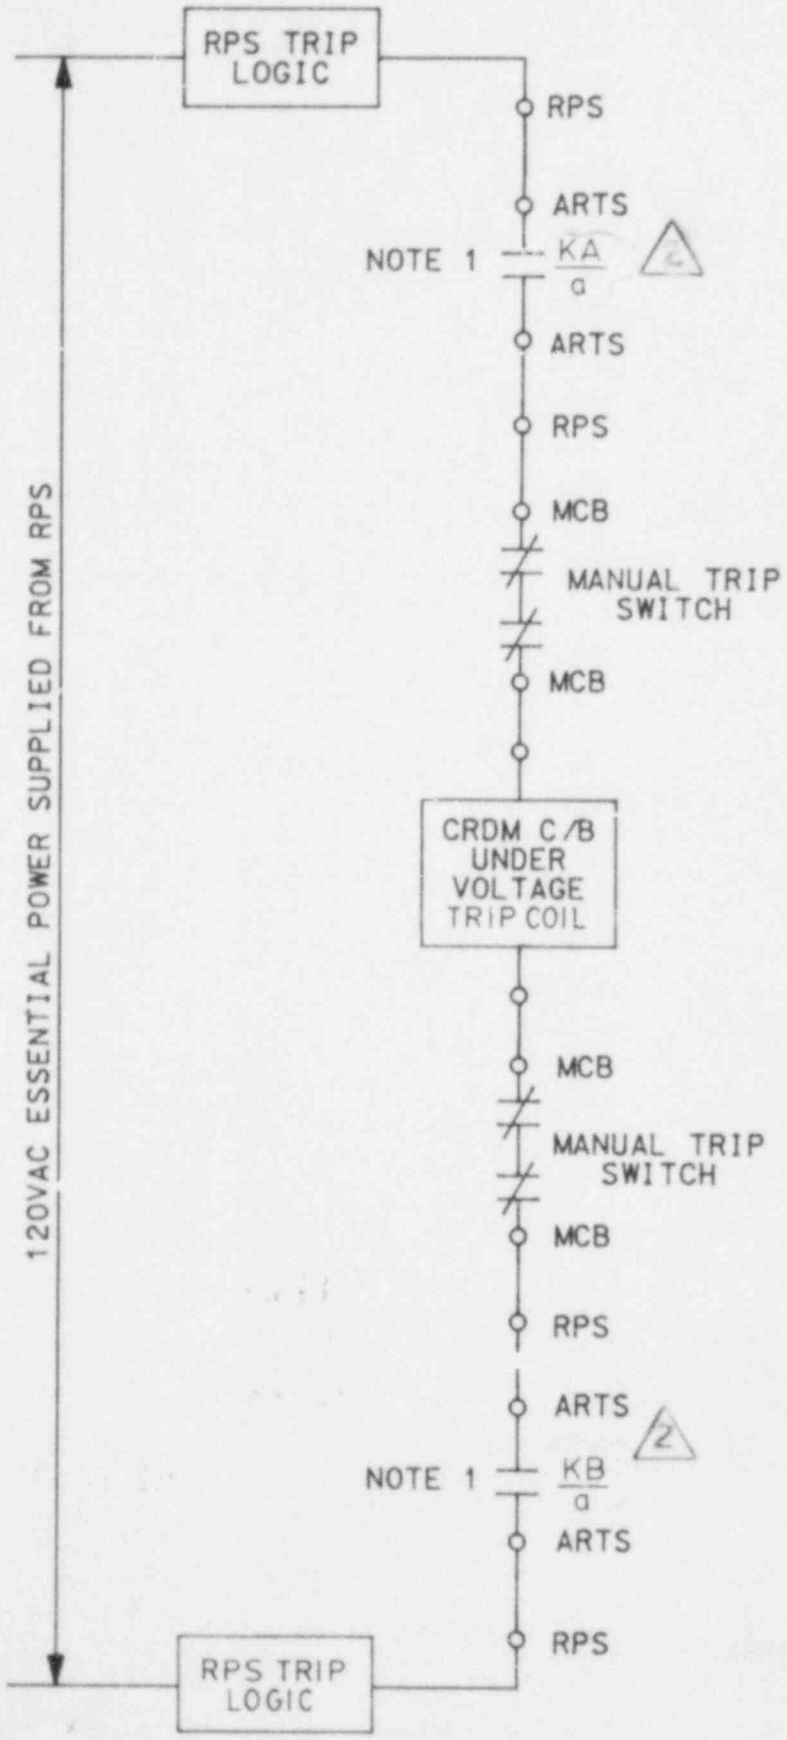 RPS TRIP
LOGIC
RPS
ARTS
NOTE 1
KA
a
2
ARTS
RPS
MCB
MANUAL TRIP
SWITCH
MCB
120VAC ESSENTIAL POWER SUPPLIED FROM RPS
CRDM C/B
UNDER
VOLTAGE
TRIP COIL
MCB
MANUAL TRIP
SWITCH
MCB
RPS
ARTS
2
NOTE 1
KB
a
ARTS
RPS
RPS TRIP
LOGIC